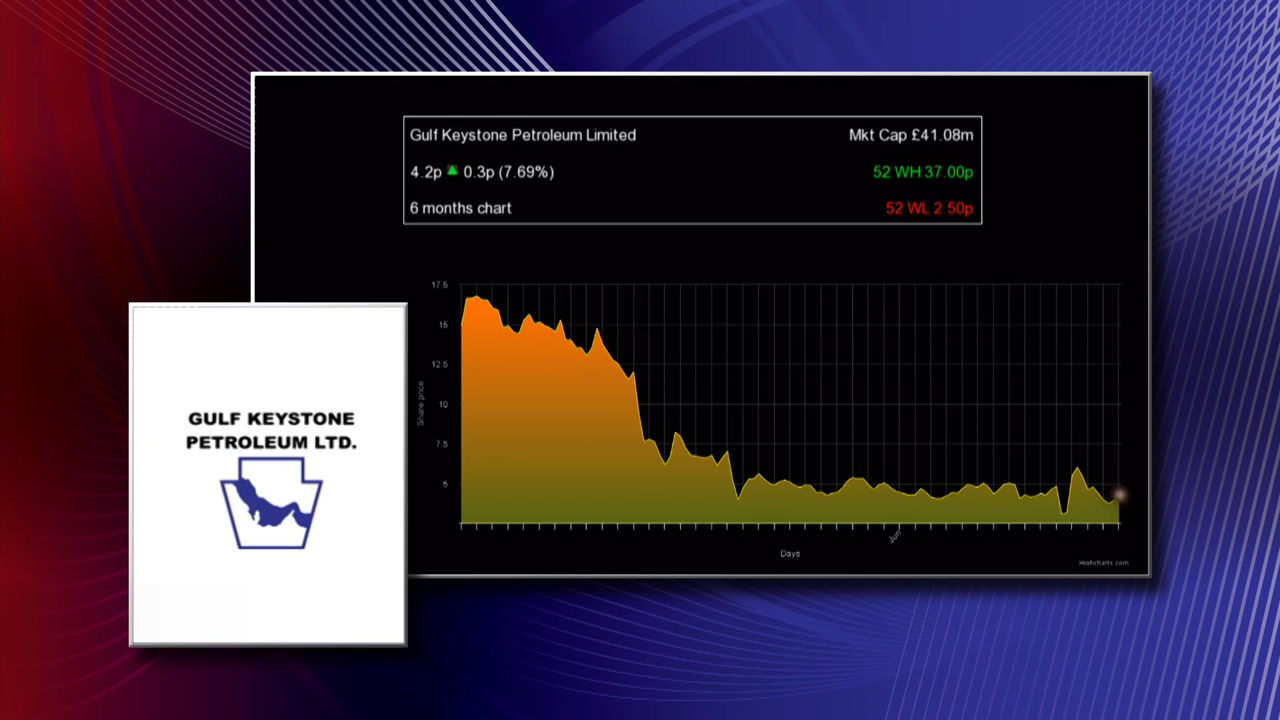 Gulf Keystone Petroleum Limited
Mkt Cap £41.08m
4.2p 0.3p (7.69%)
52 WH 37.00p
6 months chart
52 WL 2.50p
17.5
15
12.5
10
7.5
5
Share price
Jun
Days
Highcharts.com
GULF KEYSTONE
PETROLEUM LTD.